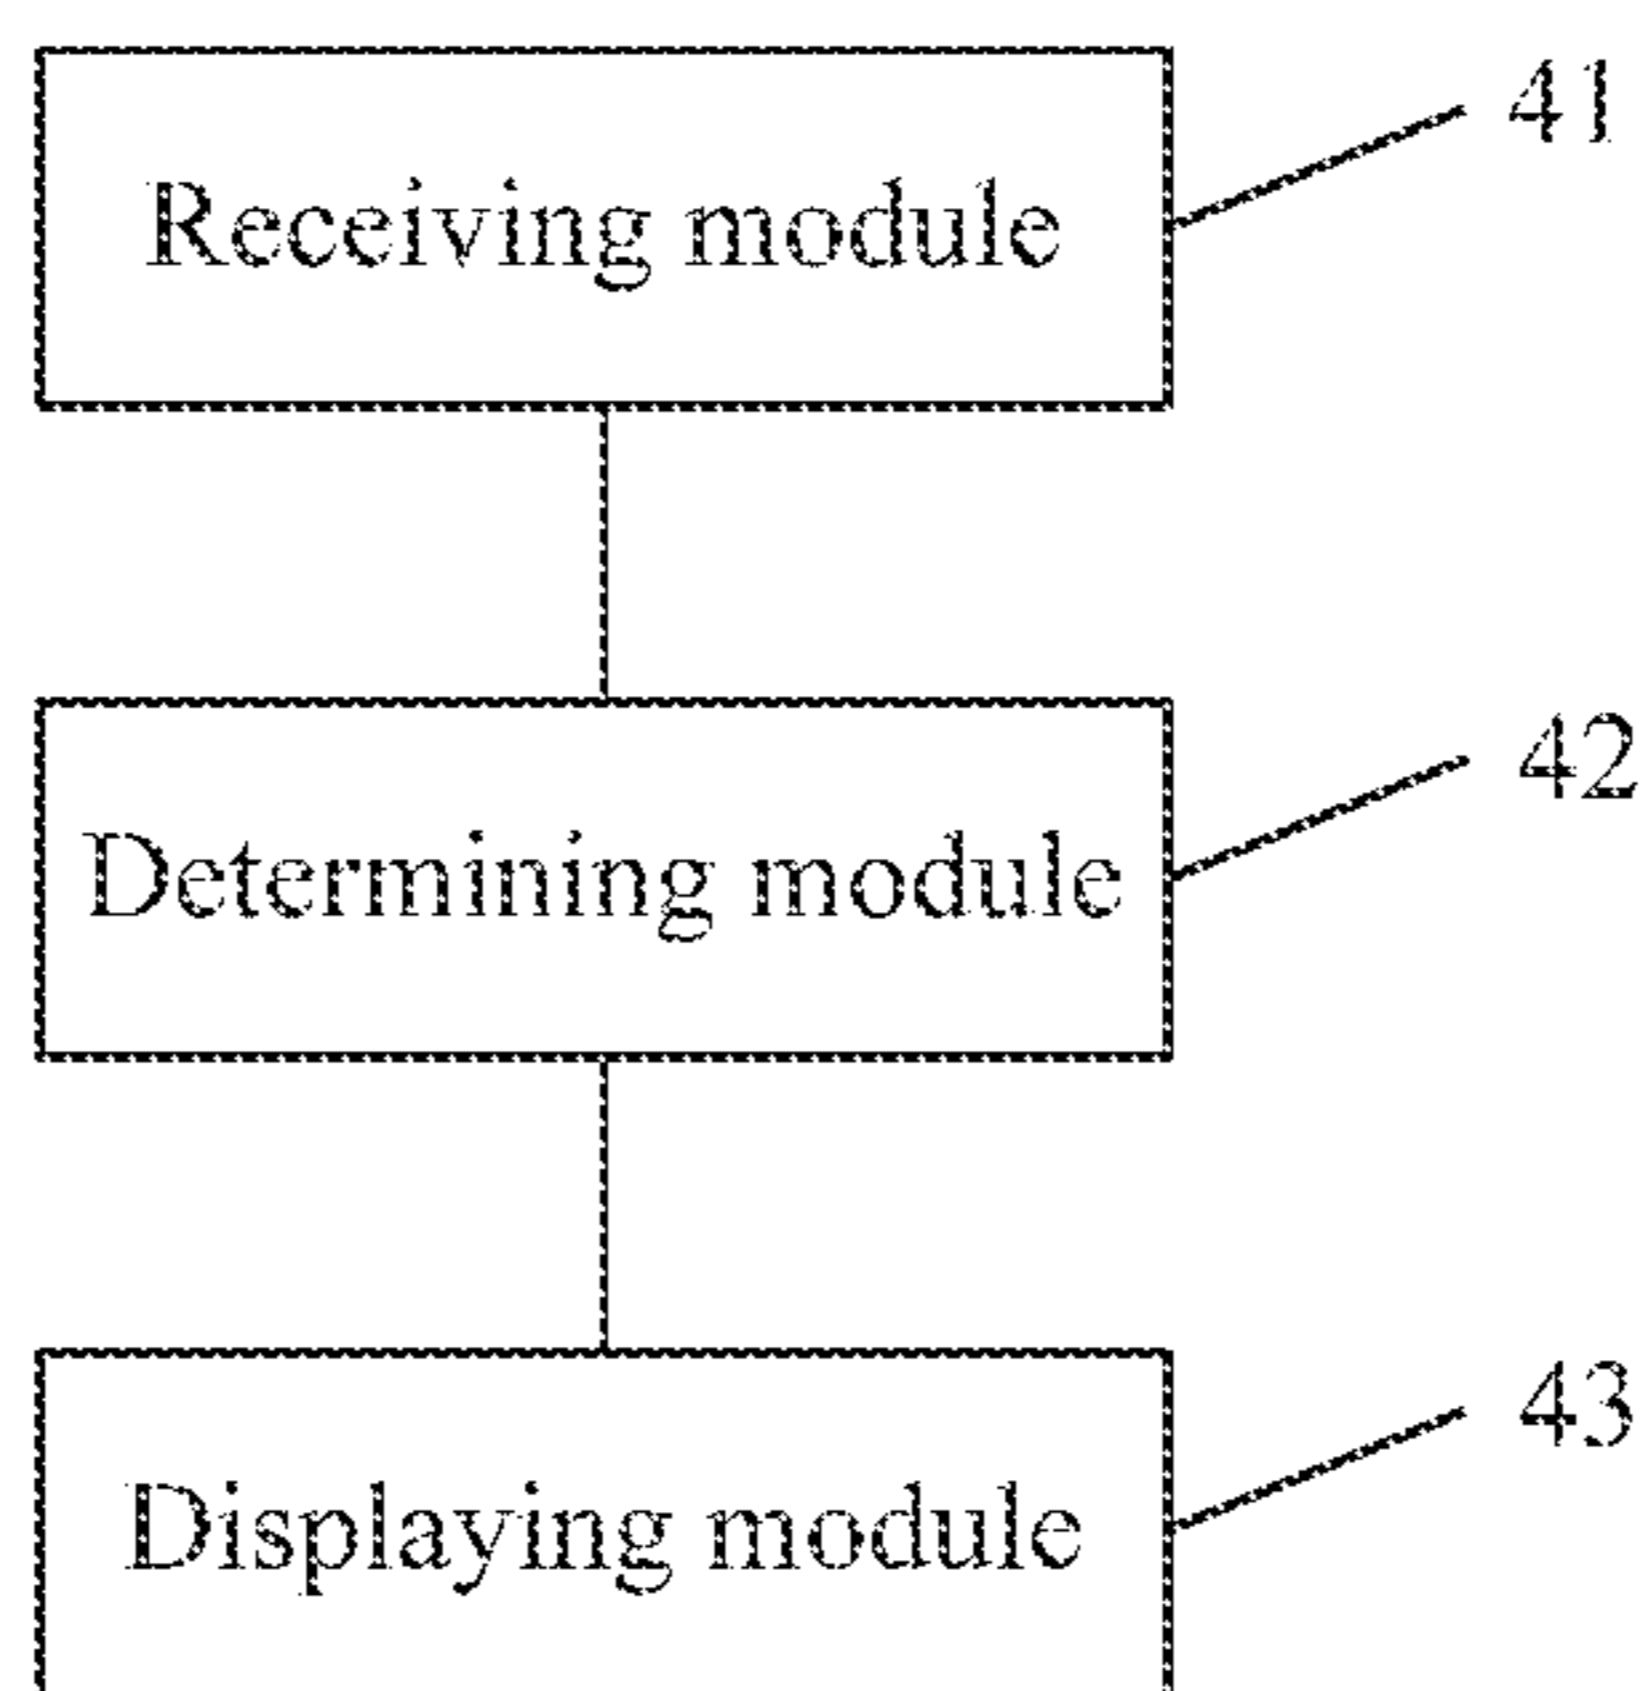 41
Receiving module
42
Determining module
43
Displaying module